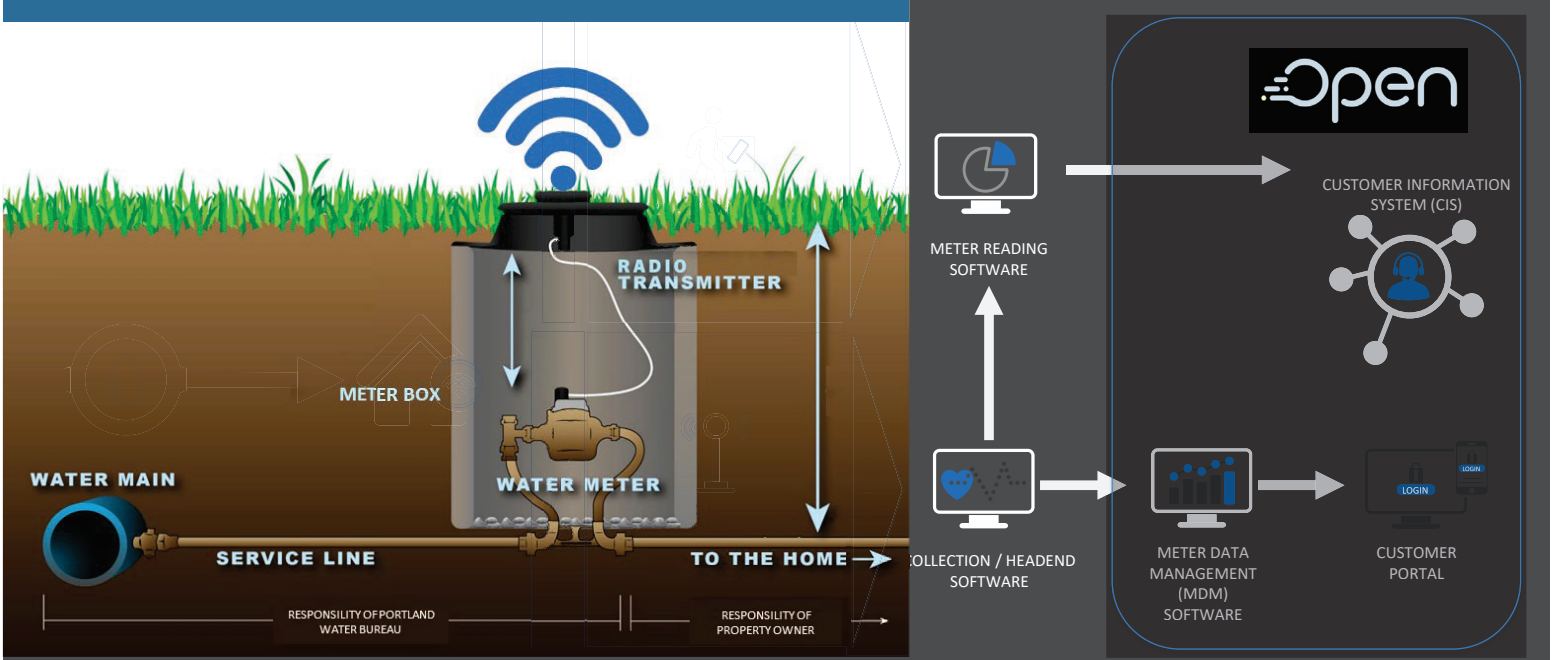 RADIO
TRANSMITTER
METER BOX
WATER MAIN
WATER METER
SERVICE LINE
TO THE HOME
RESPONSILITY OF PORTLAND
WATER BUREAU
RESPONSILITY OF
PROPERTY OWNER
Open
METER READING
SOFTWARE
CUSTOMER INFORMATION
SYSTEM (CIS)
COLLECTION / HEADEND
SOFTWARE
METER DATA
MANAGEMENT
(MDM)
SOFTWARE
LOGIN
LOGIN
CUSTOMER
PORTAL